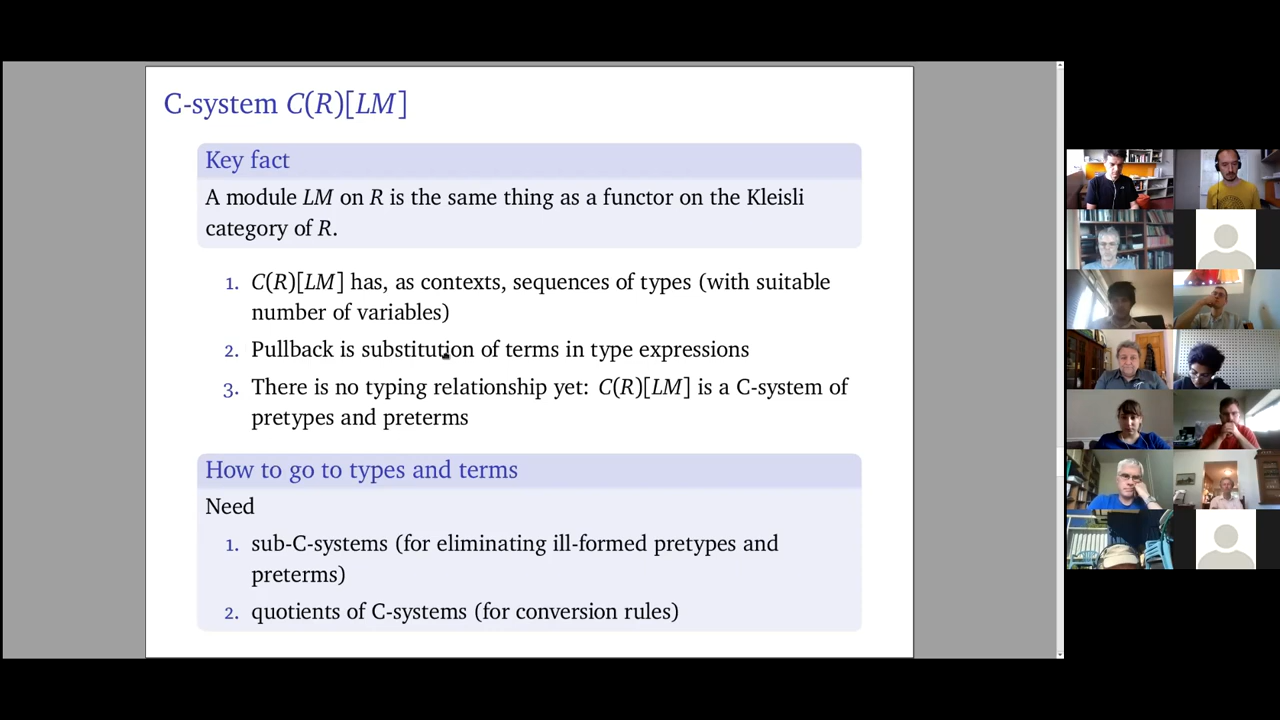 C-system C(R)[LM]
Key fact
A module LM on R is the same thing as a functor on the Kleisli
category of R.
1. C(R)[LM] has, as contexts, sequences of types (with suitable
number of variables)
2. Pullback is substitution of terms in type expressions
3. There is no typing relationship yet: C(R)[LM] is a C-system of
pretypes and preterms
How to go to types and terms
Need
1. sub-C-systems (for eliminating ill-formed pretypes and
preterms)
2. quotients of C-systems (for conversion rules)